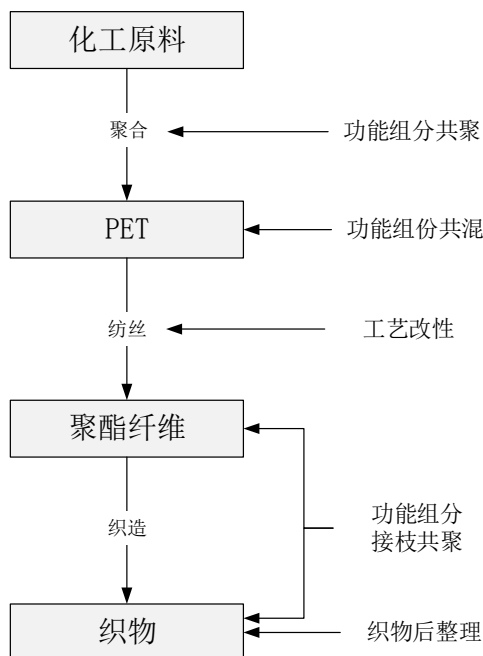 化工原料
聚合
功能组分共聚
PET
功能组份共混
纺丝
工艺改性
聚酯纤维
织造
功能组分
接枝共聚
织物
织物后整理